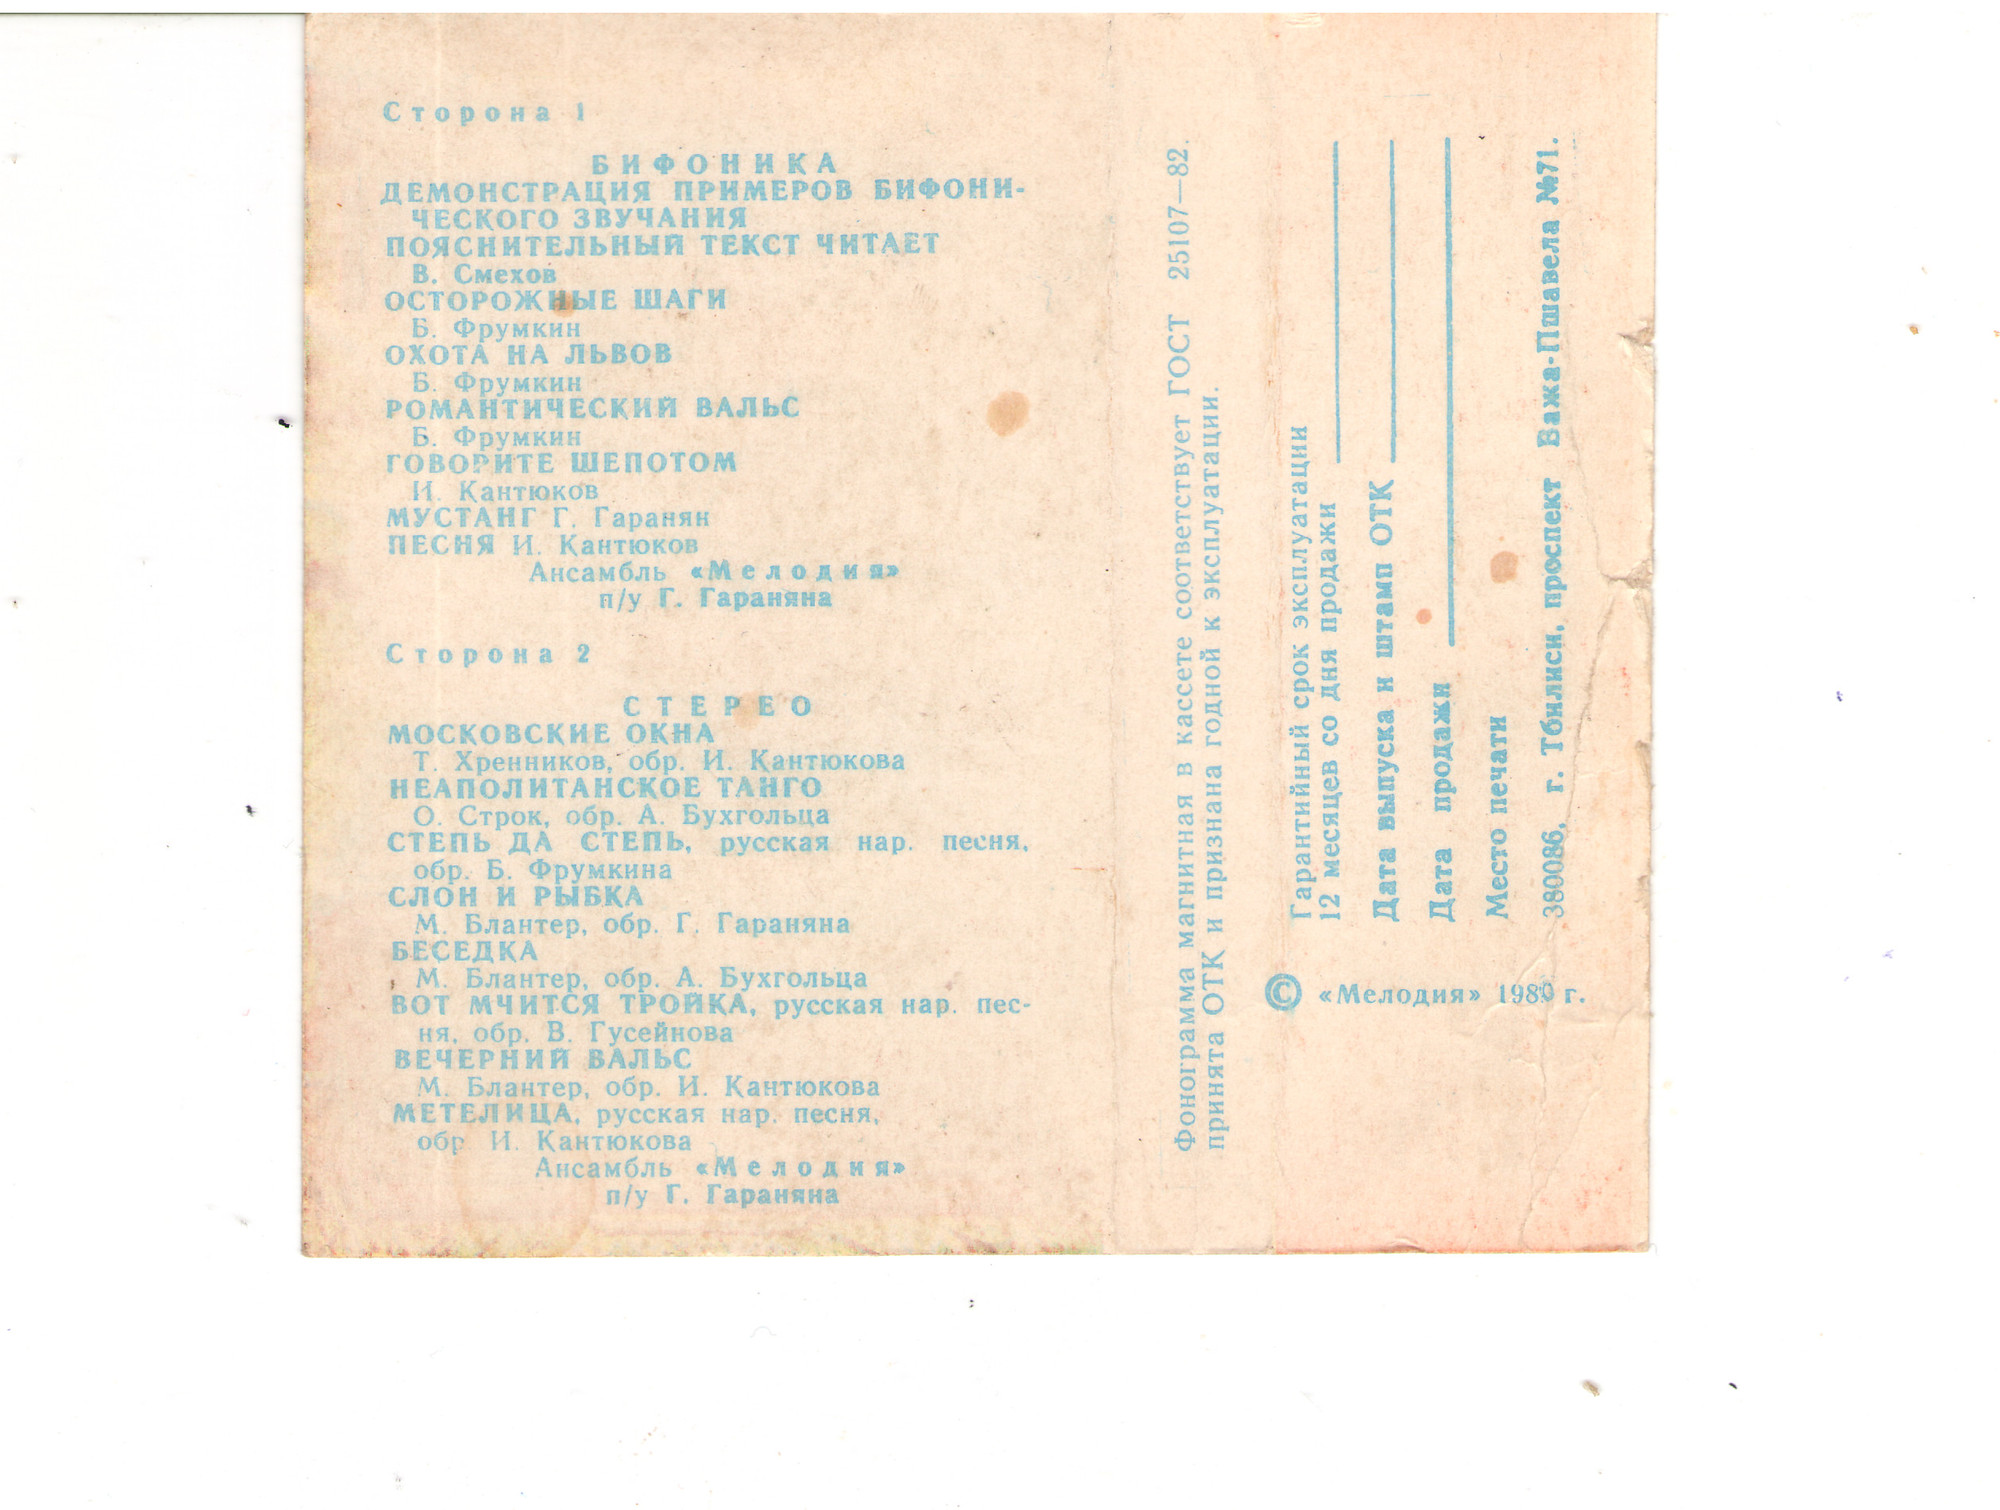 Сторона 1
БИФОНИКА
ДЕМОНСТРАЦИЯ ПРИМЕРОВ БИФОНИ-
ЧЕСКОГО ЗВУЧАНИЯ
ПОЯСНИТЕЛЬНЫЙ ТЕКСТ ЧИТАЕТ
В. Смехов
ОСТОРОЖНЫЕ ШАГИ
Б. Фрумкин
ОХОТА НА ЛЬВОВ
Б. Фрумкин
РОМАНТИЧЕСКИЙ ВАЛЬС
Б. Фрумкин
ГОВОРИТЕ ШЕПОТОМ
И. Кантюков
МУСТАНГ Г. Гаранян
ПЕСНЯ И. Кантюков
Ансамбль «Мелодия»
п/у Г. Гараняна
Сторона 2
СТЕРЕО
МОСКОВСКИЕ ОКНА
Т. Хренников, обр. И. Кантюкова
НЕАПОЛИТАНСКОЕ ТАНГО
О. Строк, обр. А. Бухгольца
СТЕПЬ ДА СТЕПЬ, русская нар. песня,
обр. Б. Фрумкина
СЛОН И РЫБКА
М. Блантер, обр. Г. Гараняна
БЕСЕДКА
М. Блантер, обр. А. Бухгольца
ВОТ МЧИТСЯ ТРОЙКА, русская нар. пес-
ня, обр. В. Гусейнова
ВЕЧЕРНИЙ ВАЛЬС
М. Блантер, обр. И. Кантюкова
МЕТЕЛИЦА, русская нар. песня,
обр И. Кантюкова
Ансамбль «Мелодия»
п/у Г. Гараняна
Фонограмма магнитная в кассете соответствует ГОСТ 25107—82.
принята ОТК и признана годной к эксплуатации.
Гарантийный срок эксплуатации
12 месяцев со дня продажи
Дата выпуска и штамп ОТК
Дата продажи
Место печати
380086, г. Тбилиси, проспект Важа-Пшавела №71.
© «Мелодия» г.